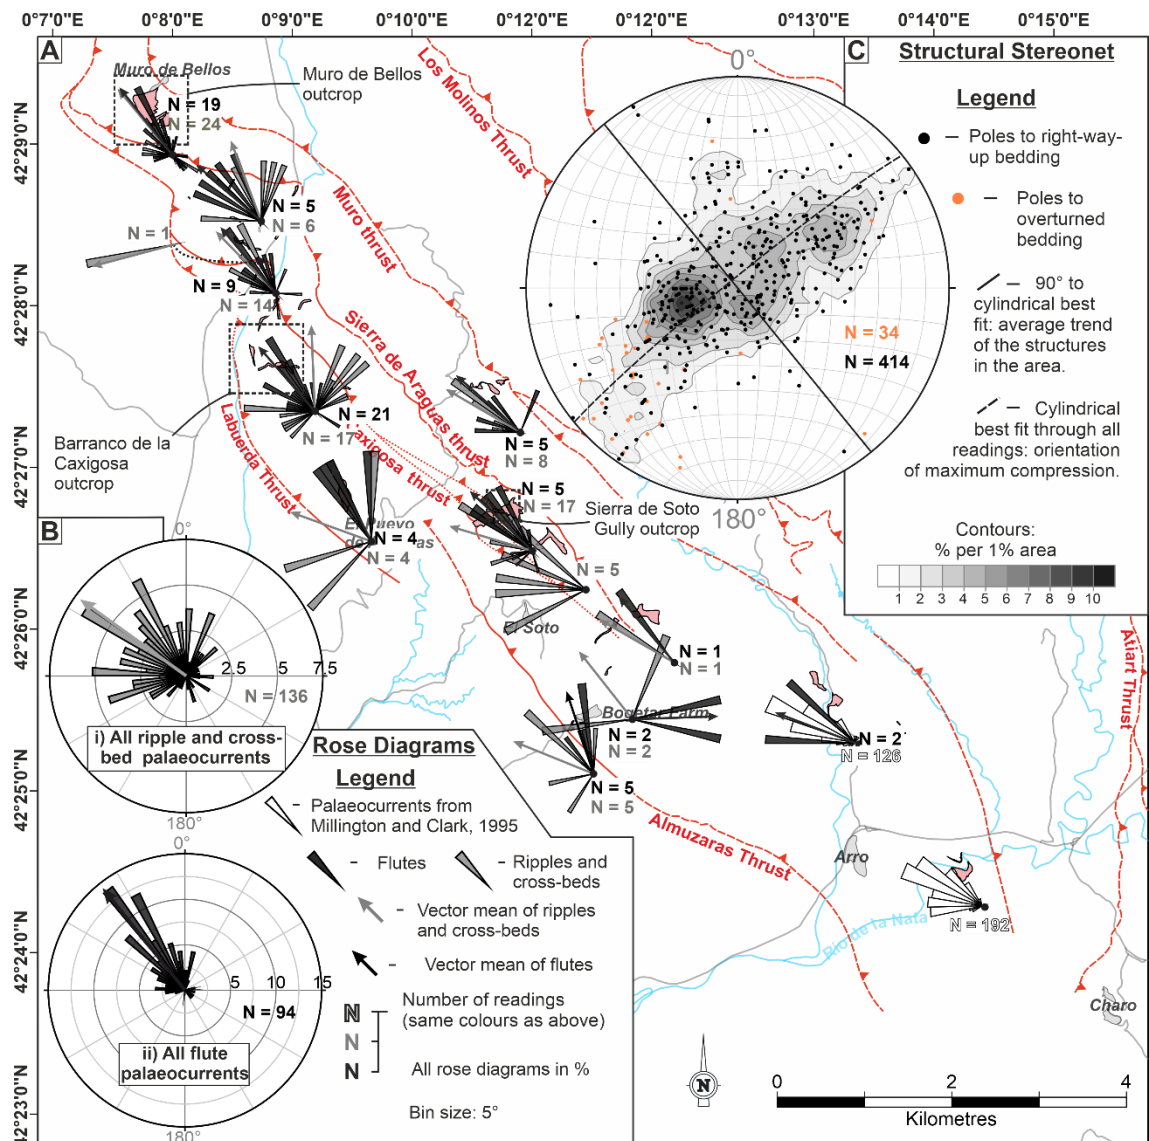 0°7'0"E
0°8'0"E
0°9'0"E
0°10'0"E
0°11'0"E
0°12'0"E
0°13'0"E
0°14'0"E
0°15'0"E
42°29'0"N
42°28'0"N
42°27'0"N
42°26'0"N
42°25'0"N
42°24'0"N
42°23'0"N
A
Muro de Bellos
Muro de Bellos
outcrop
N = 19
N = 24
Los Molinos Thrust
Muro thrust
N = 5
N = 6
N = 1
N = 9
N = 14
Sierra de Araguas thrust
Labuerda Thrust
N = 21
N = 17
Caxigosa thrust
Barranco de la
Caxigosa
outcrop
N = 5
N = 8
N = 5
N = 17
Sierra de Soto
Gully outcrop
N = 4
N = 4
N = 5
El Soto
N = 1
N = 1
Bogetar Farm
N = 2
N = 2
N = 5
N = 5
N = 2
N = 126
Almuzaras Thrust
Atiart Thrust
Arro
N = 192
Rio de la Nata
Charo
N
0
2
4
Kilometres
B
0°
2.5
5
7.5
N = 136
i) All ripple and cross-
bed palaeocurrents
180°
0°
5
10
15
N = 94
ii) All flute
palaeocurrents
180°
Rose Diagrams
Legend
- Palaeocurrents from
Millington and Clark, 1995
- Flutes
- Ripples and
cross-beds
- Vector mean of ripples
and cross-beds
- Vector mean of flutes
N
N
N
Number of readings
(same colours as above)
All rose diagrams in %
Bin size: 5°
C
Structural Stereonet
0°
180°
N = 34
N = 414
Legend
– Poles to right-way-
up bedding
– Poles to
overturned
bedding
– 90° to
cylindrical best
fit: average trend
of the structures
in the area.
– Cylindrical
best fit through all
readings: orientation
of maximum compression.
Contours:
% per 1% area
1 2 3 4 5 6 7 8 9 10